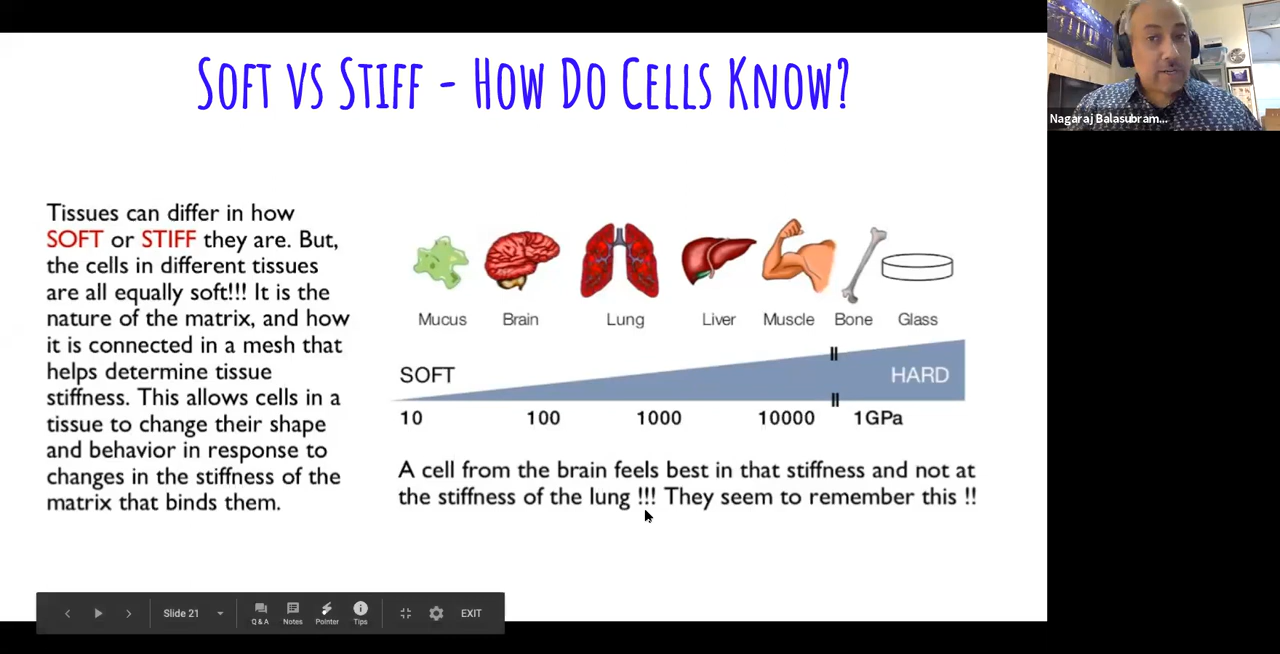 SOFT VS STIFF - HOW DO CELLS KNOW?
Nagaraj Balasubram...
Tissues can differ in how
SOFT or STIFF they are. But,
the cells in different tissues
are all equally soft!!! It is the
nature of the matrix, and how
it is connected in a mesh that
helps determine tissue
stiffness. This allows cells in a
tissue to change their shape
and behavior in response to
changes in the stiffness of the
matrix that binds them.
Mucus Brain Lung Liver Muscle Bone Glass
SOFT HARD
10 100 1000 10000 1GPa
A cell from the brain feels best in that stiffness and not at
the stiffness of the lung !!! They seem to remember this !!
Slide 21
Q & A Notes Pointer Tips EXIT